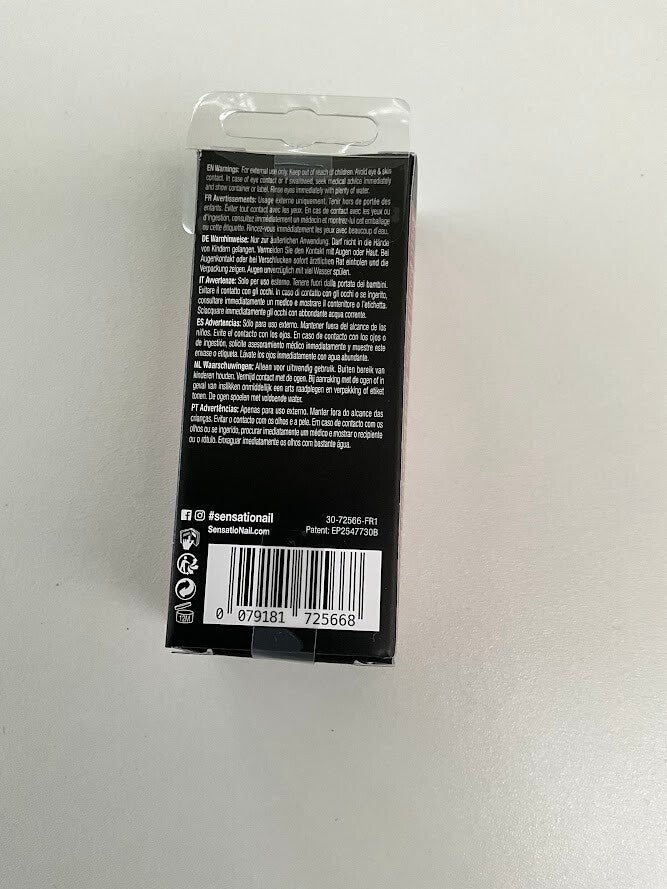 EN Warnings: For external use only. Keep out of reach of children. Avoid eye & skin
contact. In case of eye contact or if swallowed, seek medical advice immediately
and show container or label. Rinse eyes immediately with plenty of water.
FR Avertissements: Usage externe uniquement. Tenir hors de portée des
enfants. Eviter tout contact avec les yeux. En cas de contact avec les yeux ou
d'ingestion, consultez immédiatement un médecin et montrez-lui cet emballage
ou cette étiquette. Rincez-vous immédiatement les yeux avec beaucoup d'eau.
DE Warnhinweise: Nur zur äußerlichen Anwendung. Darf nicht in die Hände
von Kindern gelangen. Vermeiden Sie den Kontakt mit Augen oder Haut. Bei
Augenkontakt oder bei Verschlucken sofort ärztlichen Rat einholen und die
Verpackung zeigen. Augen unverzüglich mit viel Wasser spülen.
IT Avvertenze: Solo per uso esterno. Tenere fuori dalla portata dei bambini.
Evitare il contatto con gli occhi. In caso di contatto con gli occhi o se ingerito,
consultare immediatamente un medico e mostrare il contenitore o l'etichetta.
Sciacquare immediatamente gli occhi con abbondante acqua corrente.
ES Advertencias: Sólo para uso externo. Mantener fuera del alcance de los
niños. Evite el contacto con los ojos. En caso de contacto con los ojos o
de ingestión, solicite asesoramiento médico inmediatamente y muestre este
envase o etiqueta. Lávate los ojos inmediatamente con agua abundante.
NL Waarschuwingen: Alleen voor uitwendig gebruik. Buiten bereik van
kinderen houden. Vermijd contact met de ogen. Bij aanraking met de ogen of in
geval van inslikken onmiddellijk een arts raadplegen en verpakking of etiket
tonen. De ogen spoelen met voldoende water.
PT Advertências: Apenas para uso externo. Manter fora do alcance das
crianças. Evitar o contacto com os olhos e a pele. Em caso de contacto com os
olhos ou se ingerido, procurar imediatamente um médico e mostrar o recipiente
ou o rótulo. Enxaguar imediatamente os olhos com bastante água.
#sensationail
SensatioNail.com
30-72566-FR1
Patent: EP2547730B
12M
0 079181 725668